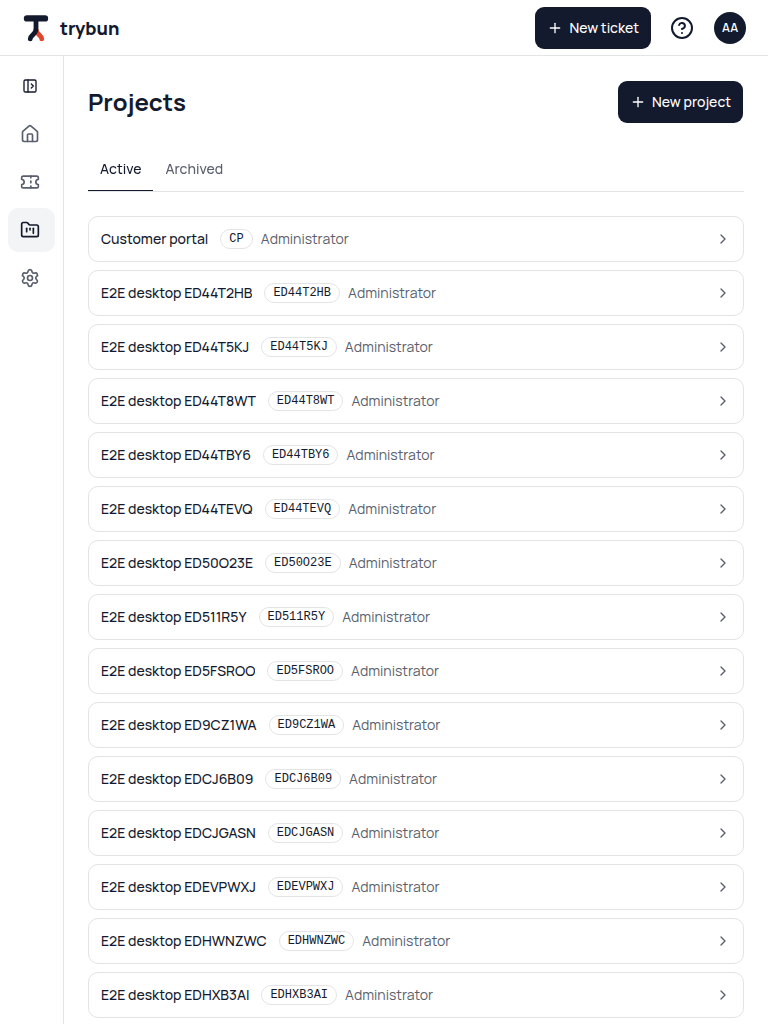 trybun
New ticket
AA
Projects
New project
Active Archived
Customer portal CP Administrator
E2E desktop ED44T2HB ED44T2HB Administrator
E2E desktop ED44T5KJ ED44T5KJ Administrator
E2E desktop ED44T8WT ED44T8WT Administrator
E2E desktop ED44TBY6 ED44TBY6 Administrator
E2E desktop ED44TEVQ ED44TEVQ Administrator
E2E desktop ED50O23E ED50O23E Administrator
E2E desktop ED511R5Y ED511R5Y Administrator
E2E desktop ED5FSROO ED5FSROO Administrator
E2E desktop ED9CZ1WA ED9CZ1WA Administrator
E2E desktop EDCJ6B09 EDCJ6B09 Administrator
E2E desktop EDCJGASN EDCJGASN Administrator
E2E desktop EDEVPWXJ EDEVPWXJ Administrator
E2E desktop EDHWNZWC EDHWNZWC Administrator
E2E desktop EDHXB3AI EDHXB3AI Administrator